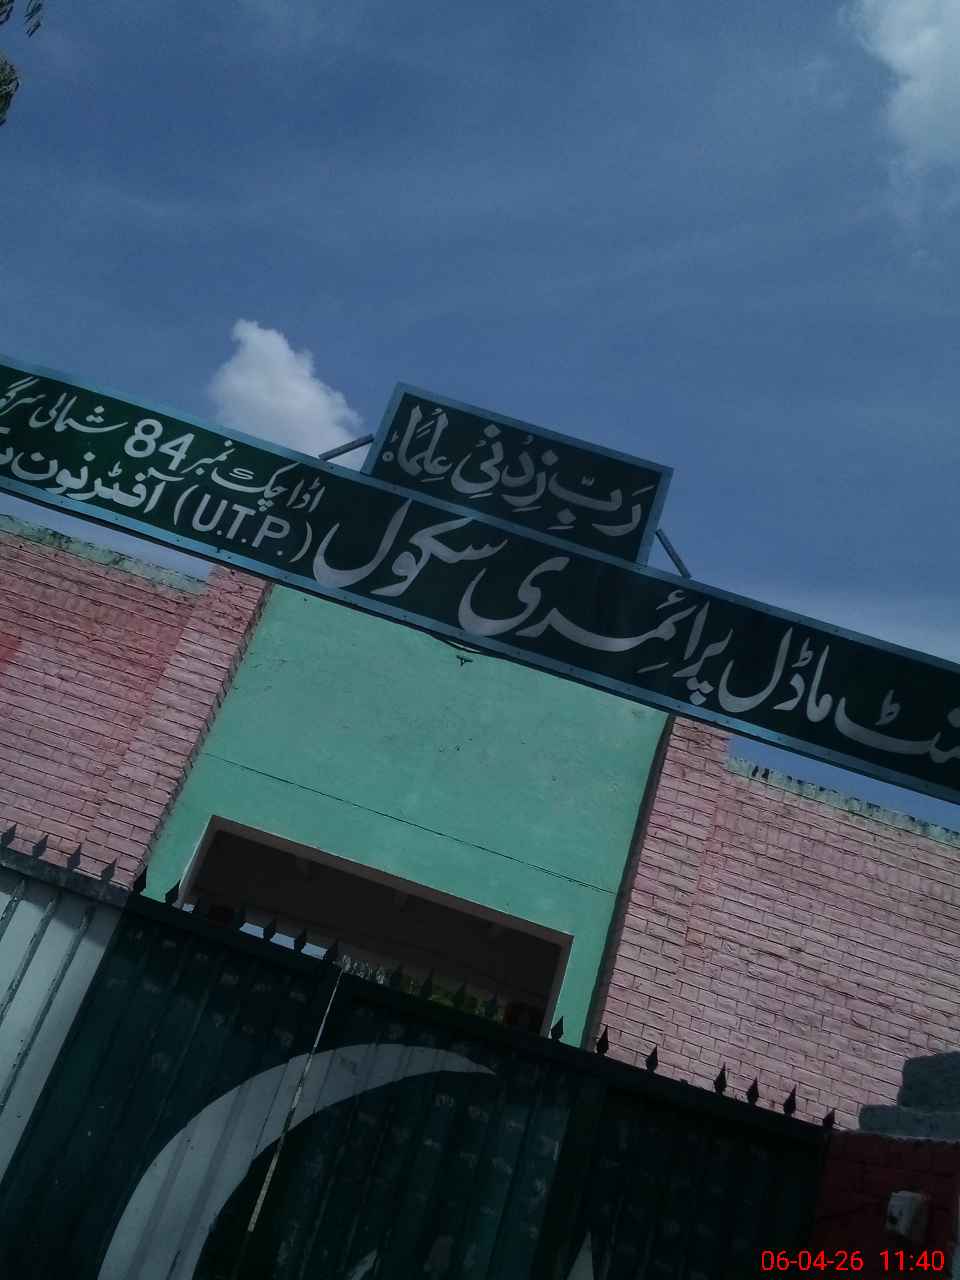 رَبِّ زِدْنِیْ عِلْمًا
ماڈل پرائمری سکول
اڈا چک نمبر 84 شمالی
(U.T.P.) آفٹرنون
06-04-26 11:40